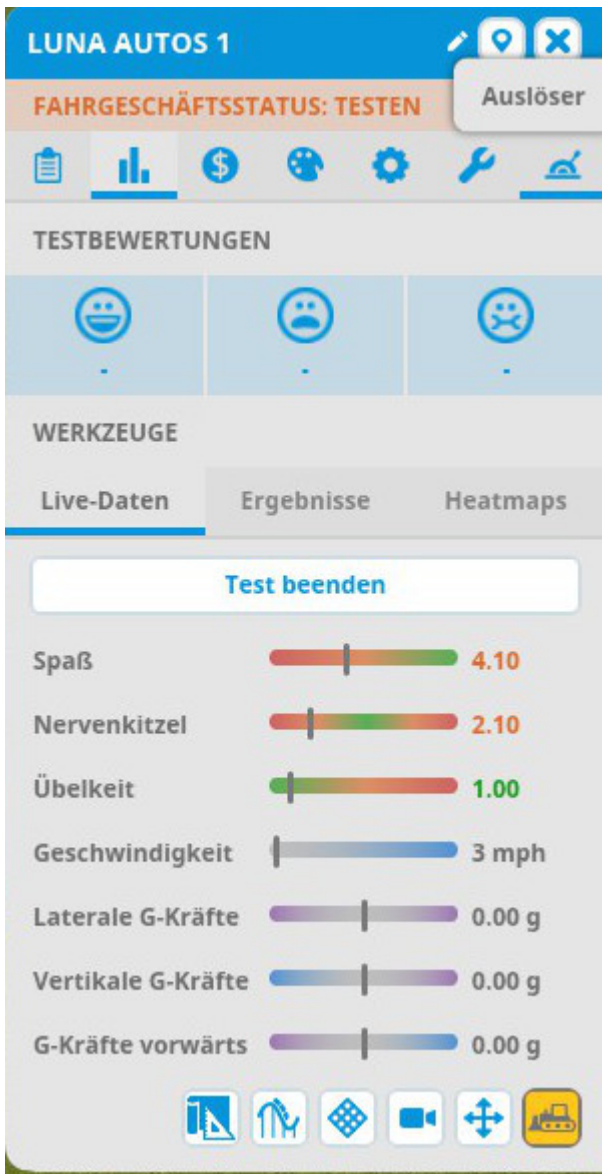 LUNA AUTOS 1
Auslöser
FAHRGESCHÄFTSSTATUS: TESTEN
TESTBEWERTUNGEN
- - -
WERKZEUGE
Live-Daten Ergebnisse Heatmaps
Test beenden
Spaß 4.10
Nervenkitzel 2.10
Übelkeit 1.00
Geschwindigkeit 3 mph
Laterale G-Kräfte 0.00 g
Vertikale G-Kräfte 0.00 g
G-Kräfte vorwärts 0.00 g